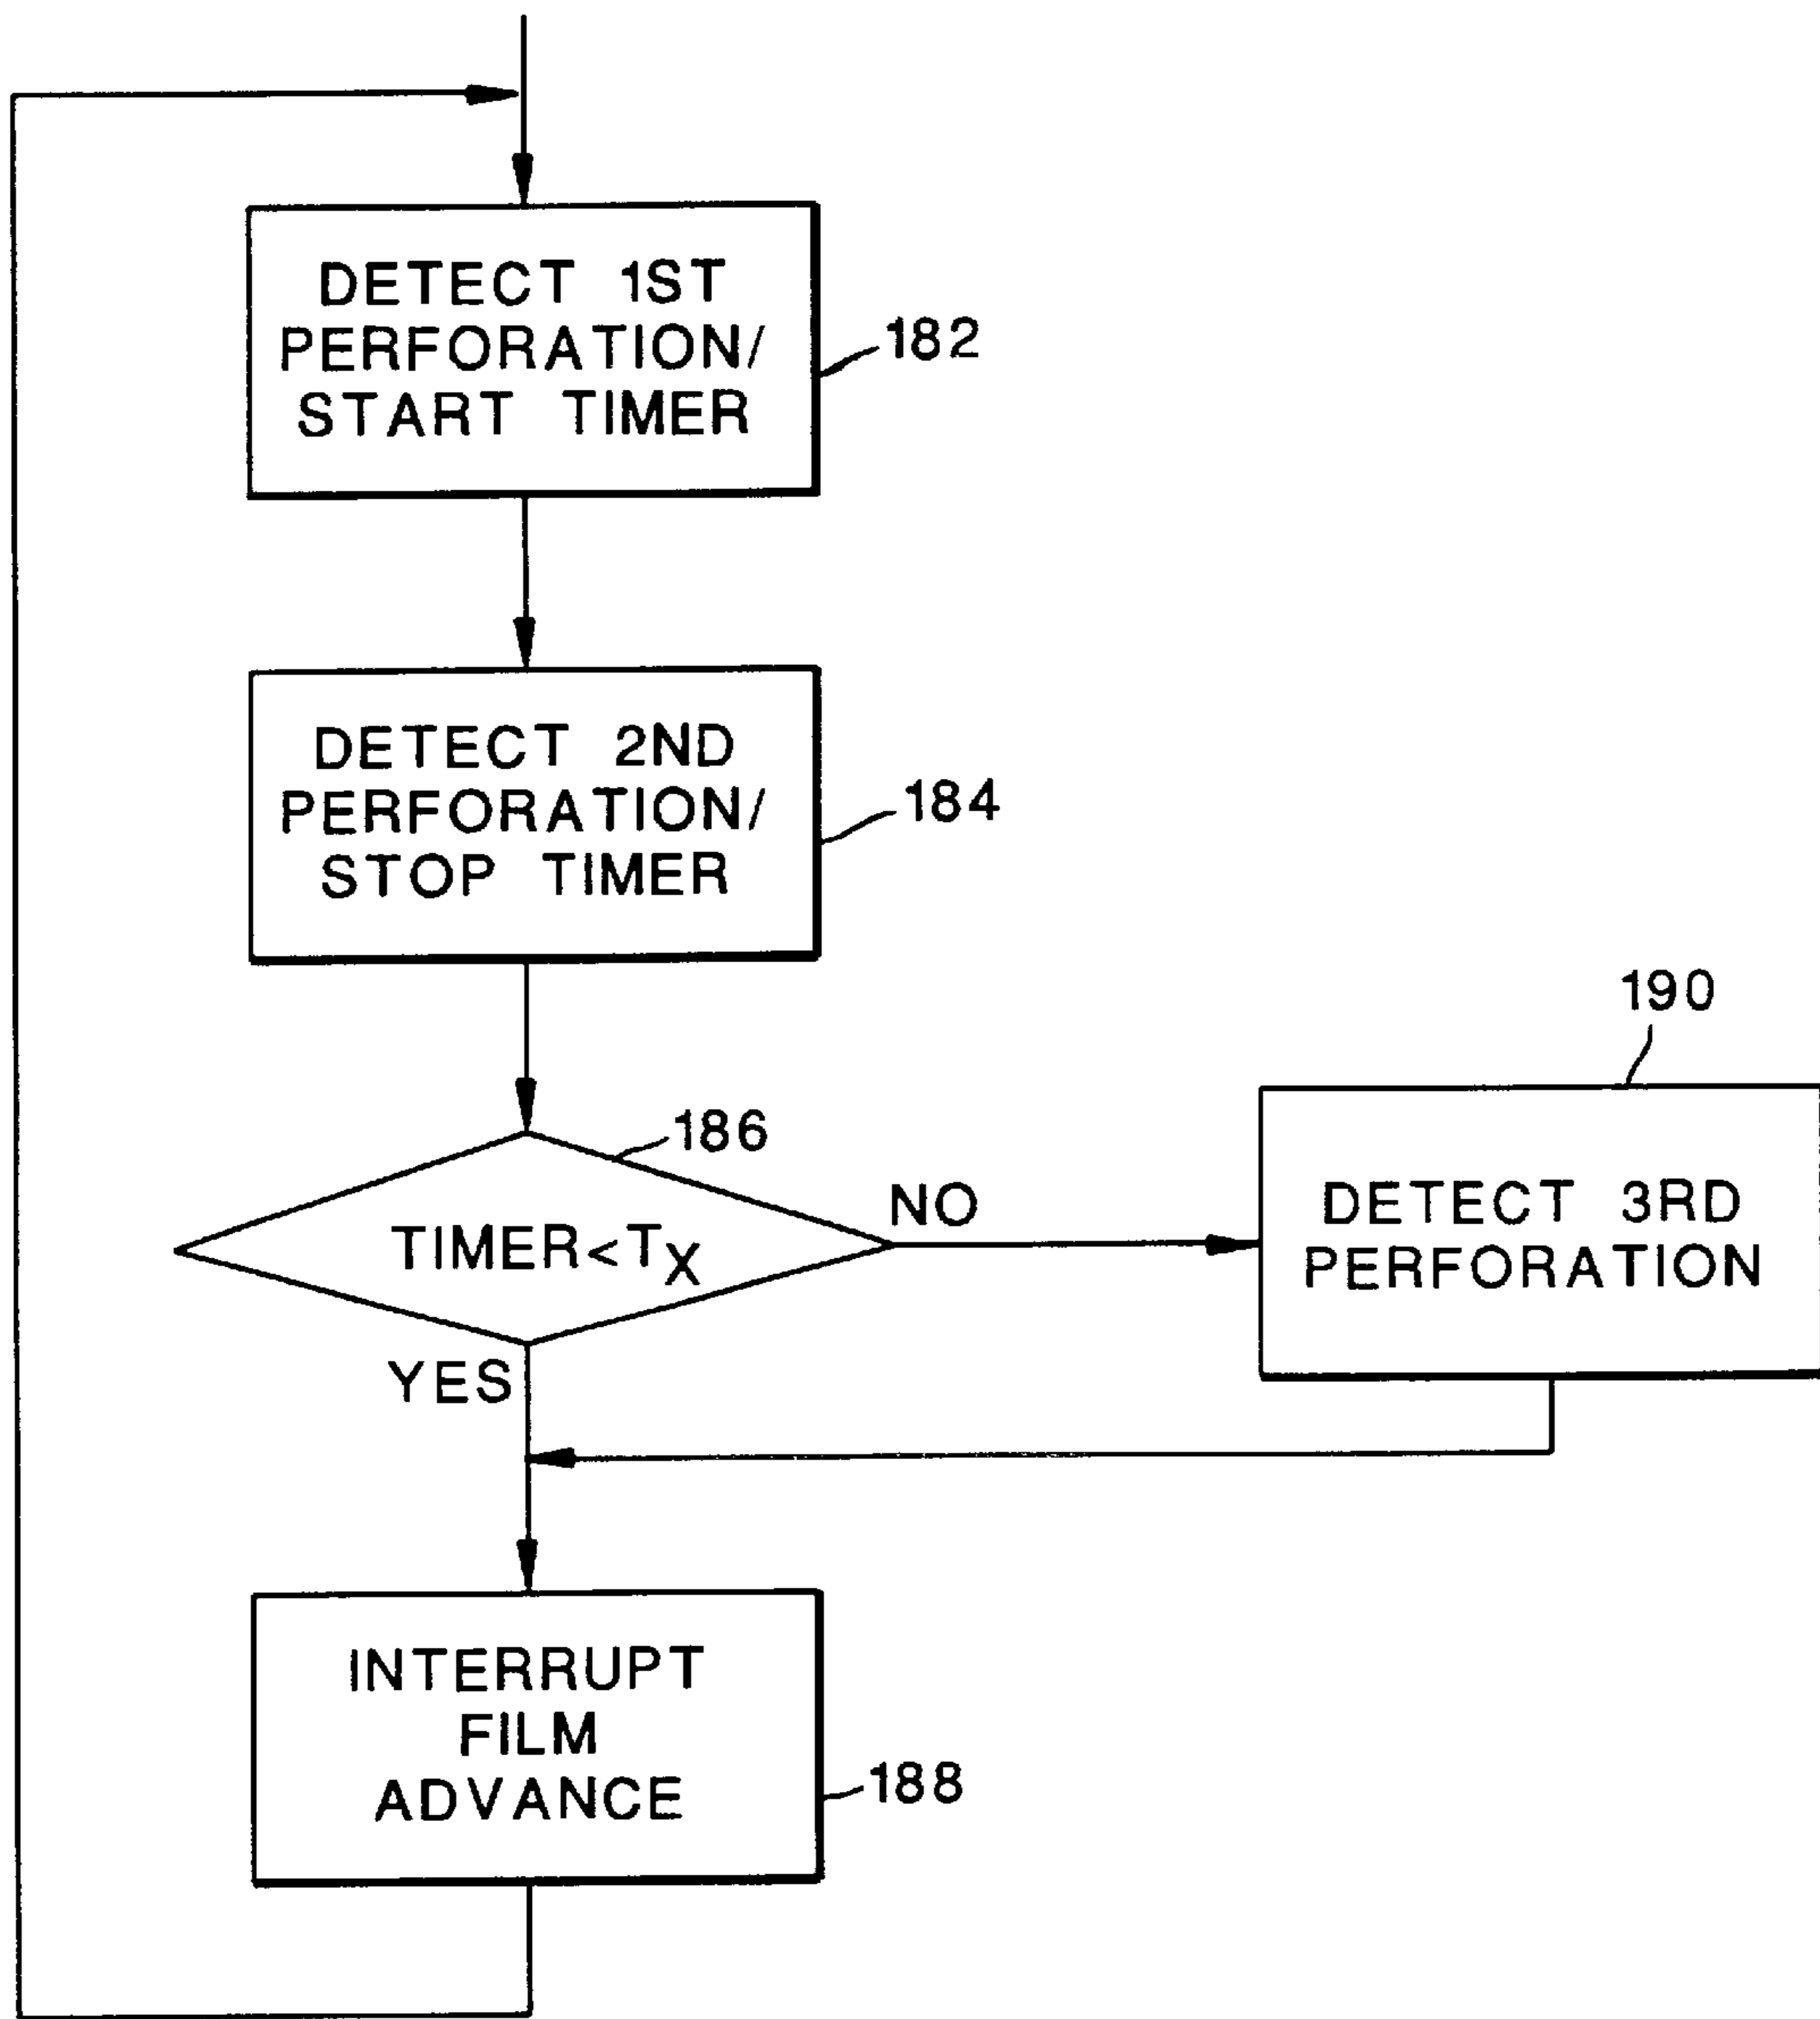 DETECT 1ST
PERFORATION/
START TIMER
182
DETECT 2ND
PERFORATION/
STOP TIMER
184
186
TIMER<TX
NO
YES
190
DETECT 3RD
PERFORATION
INTERRUPT
FILM
ADVANCE
188